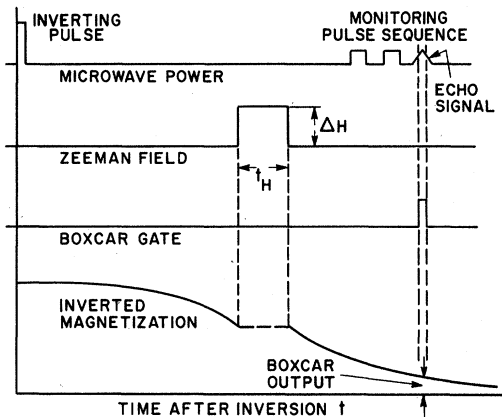 INVERTING
PULSE
MONITORING
PULSE SEQUENCE
MICROWAVE POWER
ECHO
SIGNAL
ΔH
ZEEMAN FIELD
tH
BOXCAR GATE
INVERTED
MAGNETIZATION
BOXCAR
OUTPUT
TIME AFTER INVERSION t